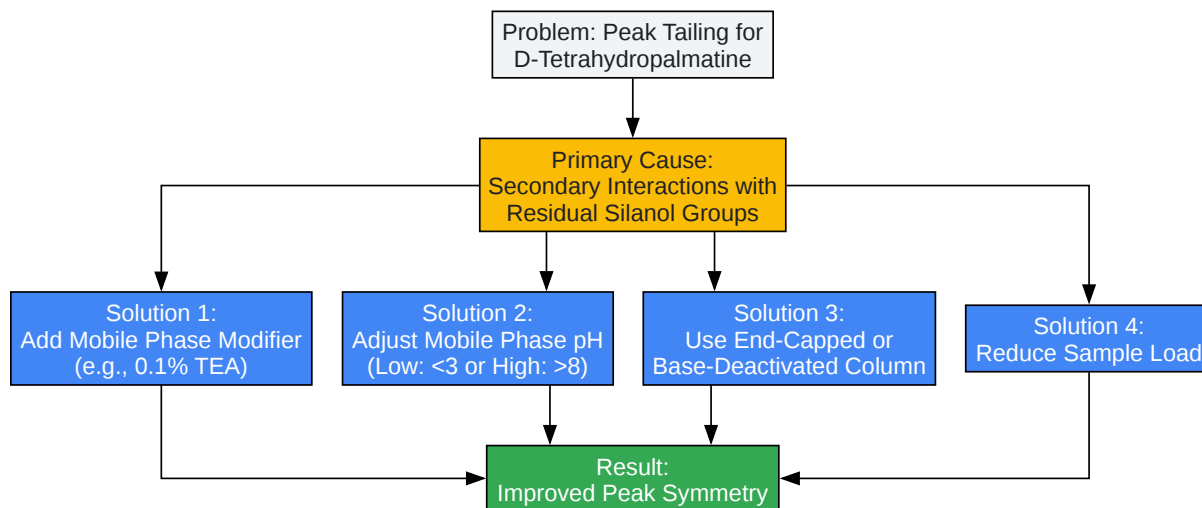 Problem: Peak Tailing for
D-Tetrahydropalmatine
Primary Cause:
Secondary Interactions with
Residual Silanol Groups
Solution 1:
Add Mobile Phase Modifier
(e.g., 0.1% TEA)
Solution 2:
Adjust Mobile Phase pH
(Low: <3 or High: >8)
Solution 3:
Use End-Capped or
Base-Deactivated Column
Solution 4:
Reduce Sample Load
Result:
Improved Peak Symmetry